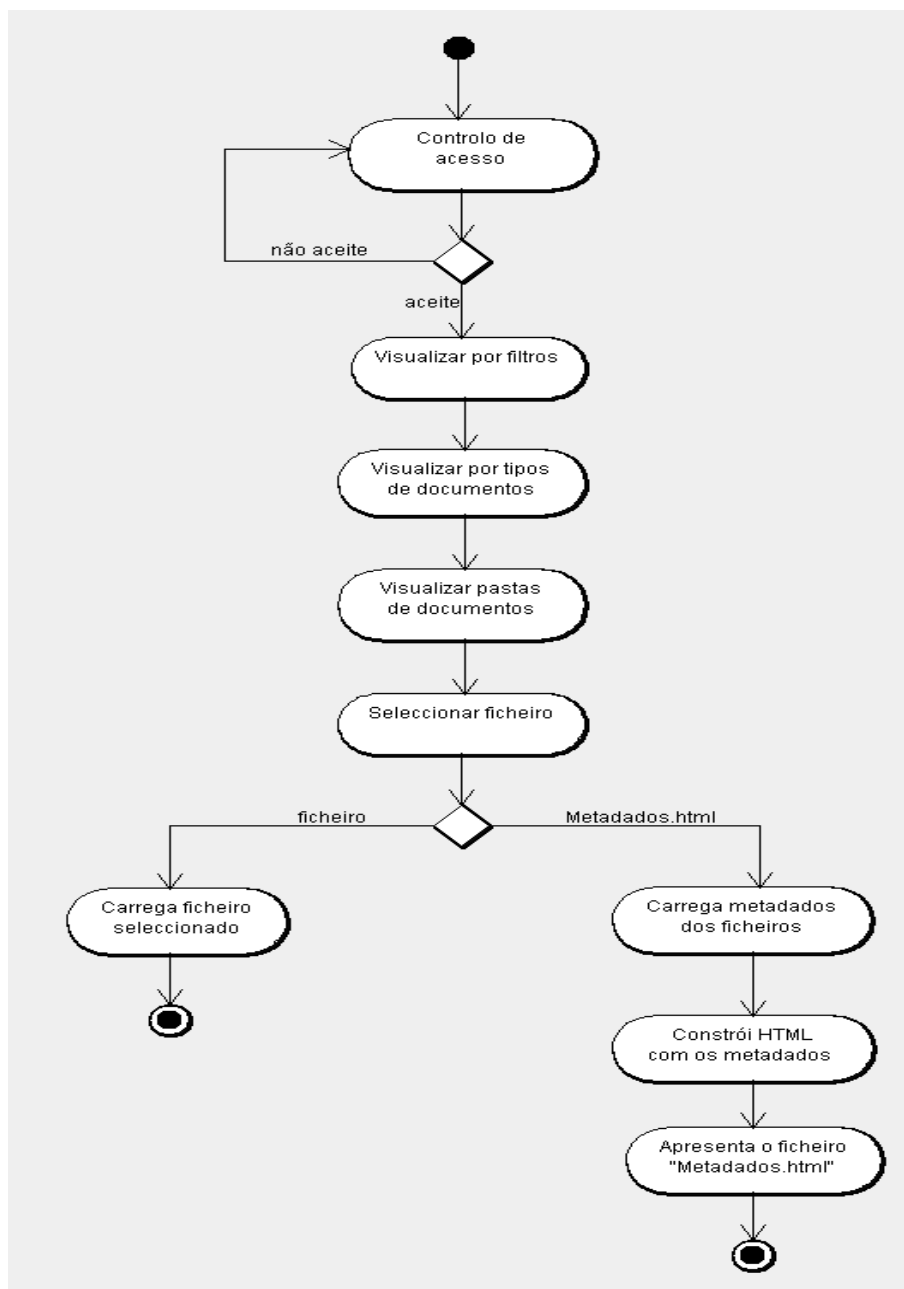 Controlo de
acesso
não aceite
aceite
Visualizar por filtros
Visualizar por tipos
de documentos
Visualizar pastas
de documentos
Seleccionar ficheiro
ficheiro
Metadados.html
Carrega ficheiro
seleccionado
Carrega metadados
dos ficheiros
Constrói HTML
com os metadados
Apresenta o ficheiro
"Metadados.html"